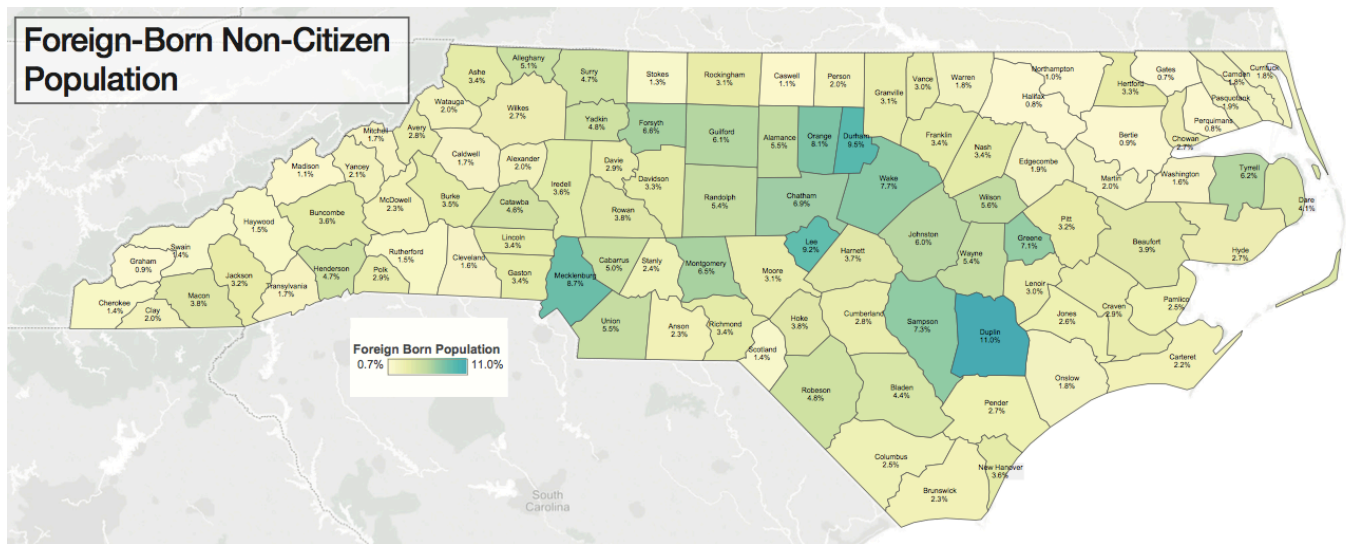 Foreign-Born Non-Citizen
Population
Ashe
3.4%
Alleghany
5.1%
Surry
4.7%
Stokes
1.3%
Rockingham
3.1%
Caswell
1.1%
Person
2.0%
Granville
3.1%
Vance
3.0%
Warren
1.8%
Northampton
1.0%
Halifax
0.8%
Hertford
3.3%
Gates
0.7%
Camden
1.8%
Currituck
1.8%
Pasquotank
1.9%
Perquimans
0.8%
Chowan
2.7%
Bertie
0.9%
Watauga
2.0%
Wilkes
2.7%
Yadkin
4.8%
Forsyth
6.6%
Guilford
6.1%
Alamance
5.5%
Orange
8.1%
Durham
9.5%
Franklin
3.4%
Nash
3.4%
Edgecombe
1.9%
Martin
2.0%
Washington
1.6%
Tyrrell
6.2%
Dare
4.1%
Mitchell
1.7%
Avery
2.8%
Caldwell
1.7%
Alexander
2.0%
Davie
2.9%
Davidson
3.3%
Iredell
3.6%
Randolph
5.4%
Chatham
6.9%
Wake
7.7%
Wilson
5.6%
Pitt
3.2%
Beaufort
3.9%
Hyde
2.7%
Madison
1.1%
Yancey
2.1%
McDowell
2.3%
Burke
3.5%
Catawba
4.6%
Rowan
3.8%
Buncombe
3.6%
Haywood
1.5%
Swain
1.4%
Graham
0.9%
Jackson
3.2%
Henderson
4.7%
Polk
2.9%
Rutherford
1.5%
Cleveland
1.6%
Lincoln
3.4%
Gaston
3.4%
Mecklenburg
8.7%
Cabarrus
5.0%
Stanly
2.4%
Montgomery
6.5%
Moore
3.1%
Lee
9.2%
Harnett
3.7%
Johnston
6.0%
Wayne
5.4%
Greene
7.1%
Lenoir
3.0%
Craven
2.9%
Pamlico
2.5%
Jones
2.6%
Cherokee
1.4%
Clay
2.0%
Macon
3.8%
Transylvania
1.7%
Union
5.5%
Anson
2.3%
Richmond
3.4%
Scotland
1.4%
Hoke
3.8%
Cumberland
2.8%
Sampson
7.3%
Duplin
11.0%
Onslow
1.8%
Carteret
2.2%
Robeson
4.8%
Bladen
4.4%
Pender
2.7%
Columbus
2.5%
Brunswick
2.3%
New Hanover
3.6%
Foreign Born Population
0.7% 11.0%
South
Carolina